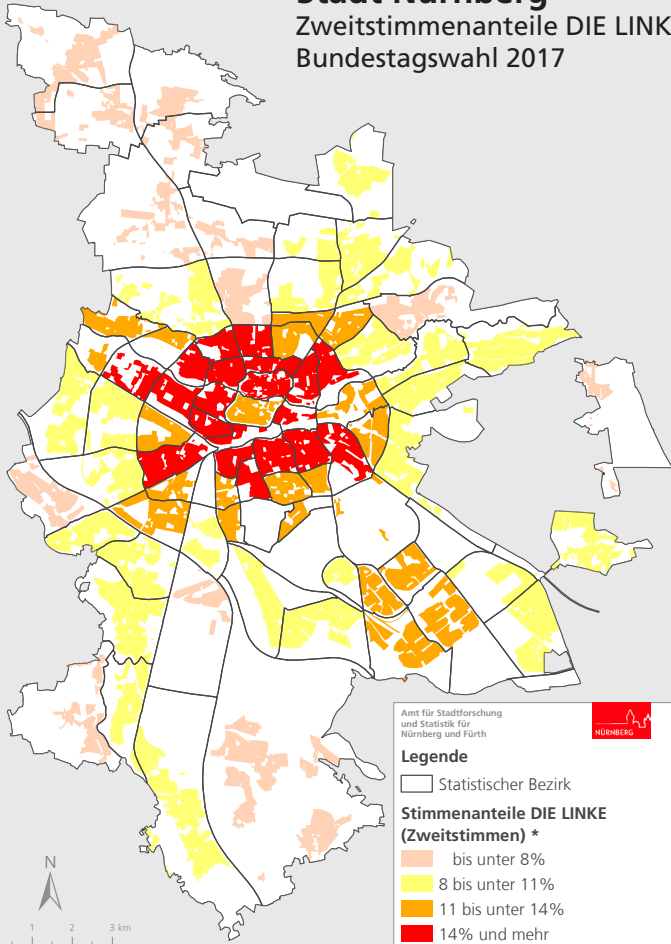 Stadt Nürnberg
Zweitstimmenanteile DIE LINK
Bundestagswahl 2017
Amt für Stadtforschung
und Statistik für
Nürnberg und Fürth
NÜRNBERG
Legende
Statistischer Bezirk
Stimmenanteile DIE LINKE
(Zweitstimmen) *
bis unter 8%
8 bis unter 11%
11 bis unter 14%
14% und mehr
N
1 2 3 km